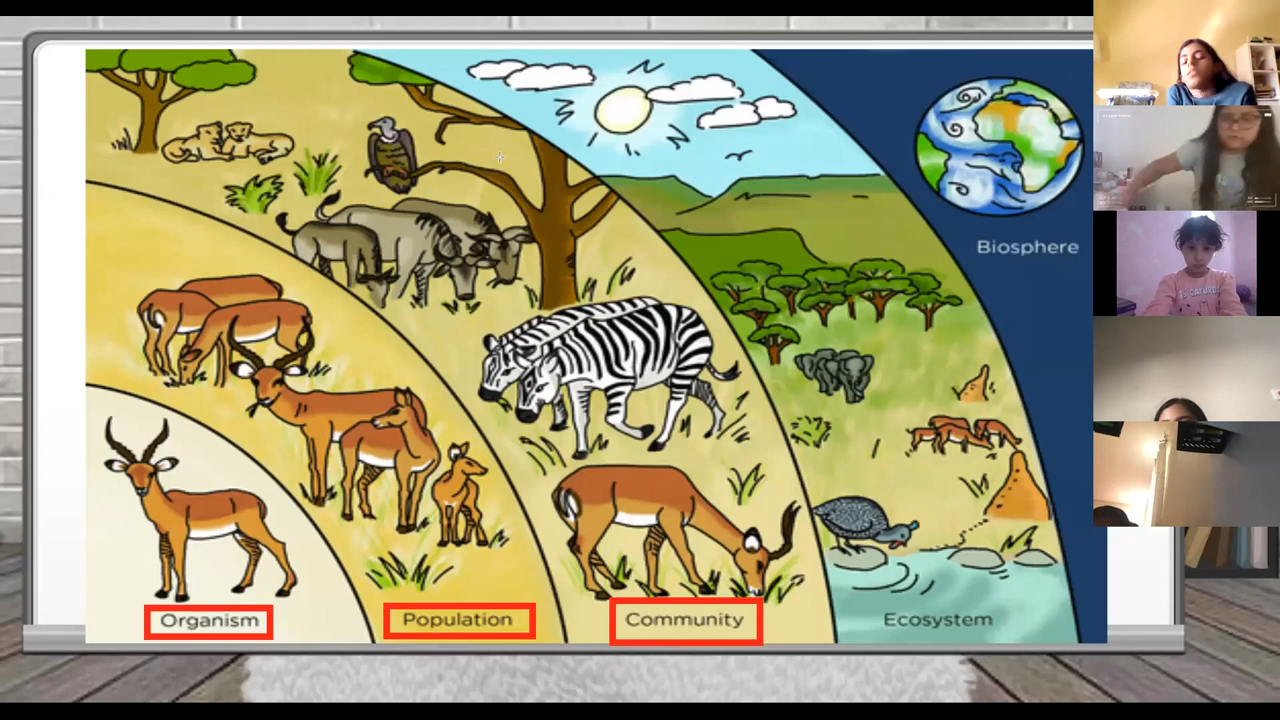 Biosphere
Organism
Population
Community
Ecosystem